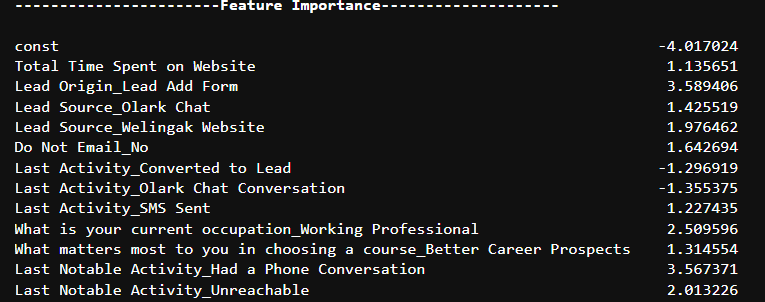 -----------------------Feature Importance--------------------
const -4.017024
Total Time Spent on Website 1.135651
Lead Origin_Lead Add Form 3.589406
Lead Source_Olark Chat 1.425519
Lead Source_Welingak Website 1.976462
Do Not Email_No 1.642694
Last Activity_Converted to Lead -1.296919
Last Activity_Olark Chat Conversation -1.355375
Last Activity_SMS Sent 1.227435
What is your current occupation_Working Professional 2.509596
What matters most to you in choosing a course_Better Career Prospects 1.314554
Last Notable Activity_Had a Phone Conversation 3.567371
Last Notable Activity_Unreachable 2.013226